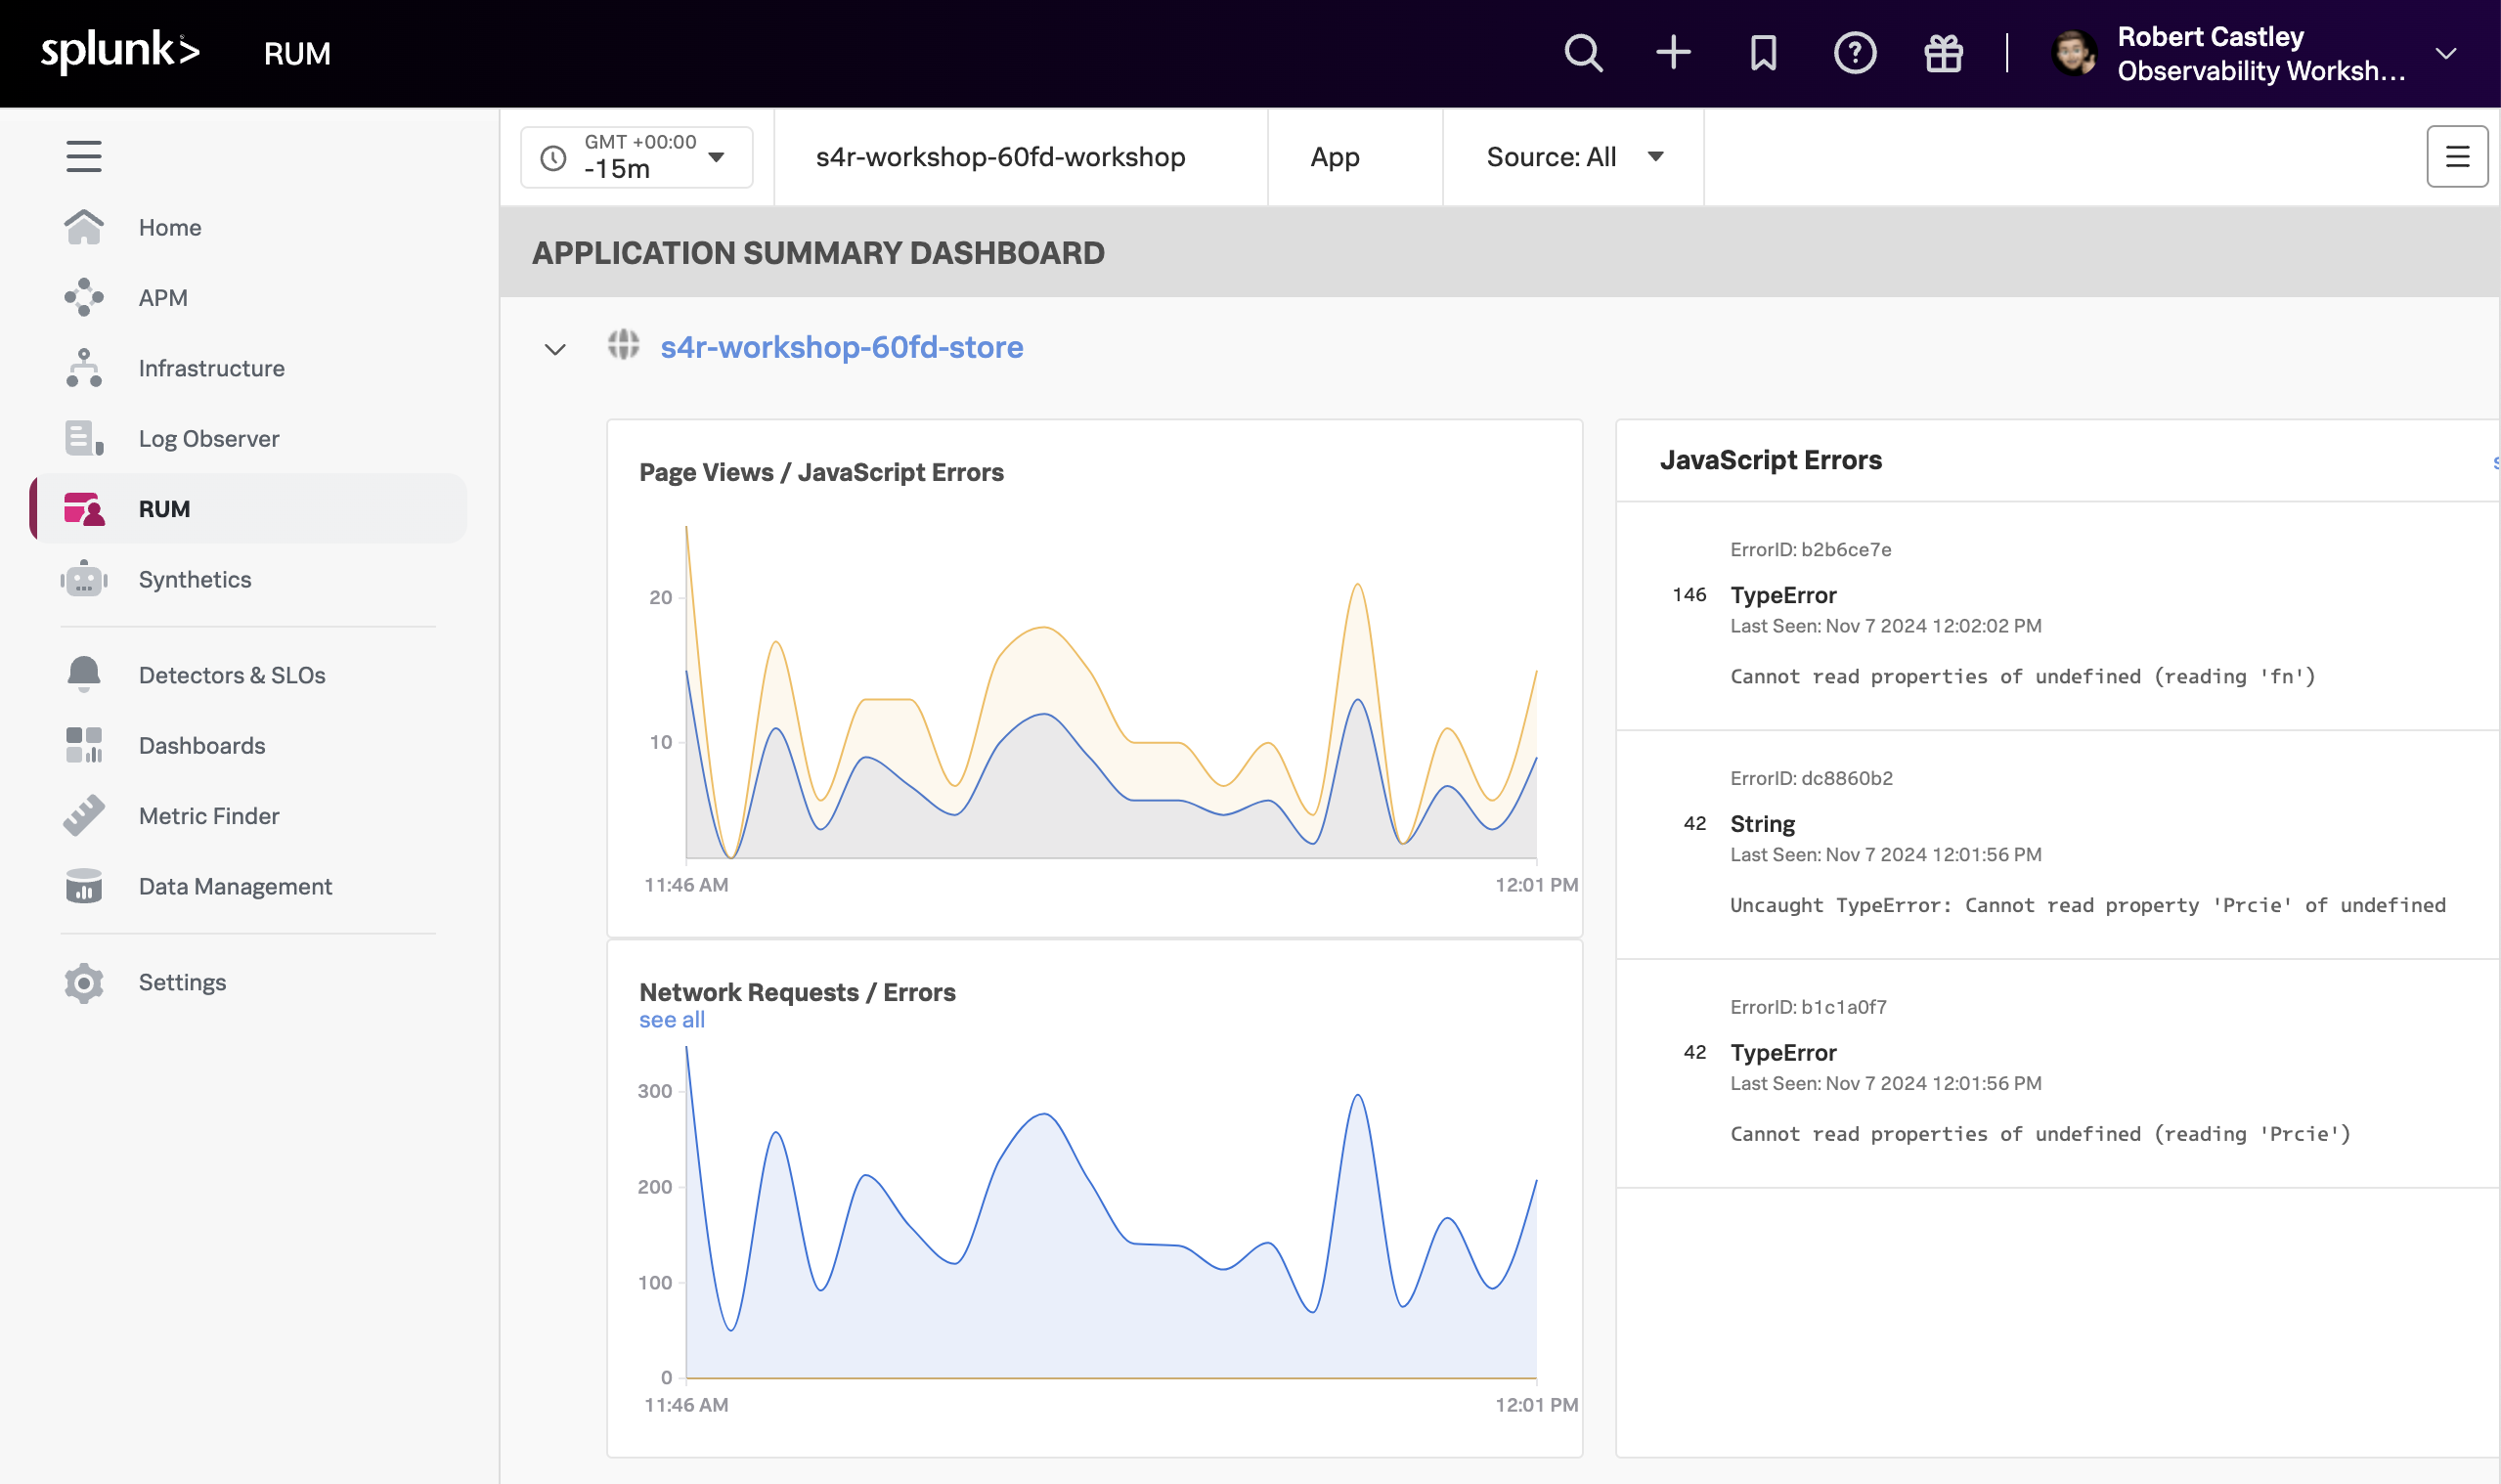 splunk>
RUM
Robert Castley
Observability Worksh...
Home
APM
Infrastructure
Log Observer
RUM
Synthetics
Detectors & SLOs
Dashboards
Metric Finder
Data Management
Settings
GMT +00:00
-15m
s4r-workshop-60fd-workshop
App
Source: All
APPLICATION SUMMARY DASHBOARD
s4r-workshop-60fd-store
Page Views / JavaScript Errors
20
10
11:46 AM
12:01 PM
Network Requests / Errors
see all
300
200
100
0
11:46 AM
12:01 PM
JavaScript Errors
ErrorID: b2b6ce7e
146 TypeError
Last Seen: Nov 7 2024 12:02:02 PM
Cannot read properties of undefined (reading 'fn')
ErrorID: dc8860b2
42 String
Last Seen: Nov 7 2024 12:01:56 PM
Uncaught TypeError: Cannot read property 'Prcie' of undefined
ErrorID: b1c1a0f7
42 TypeError
Last Seen: Nov 7 2024 12:01:56 PM
Cannot read properties of undefined (reading 'Prcie')